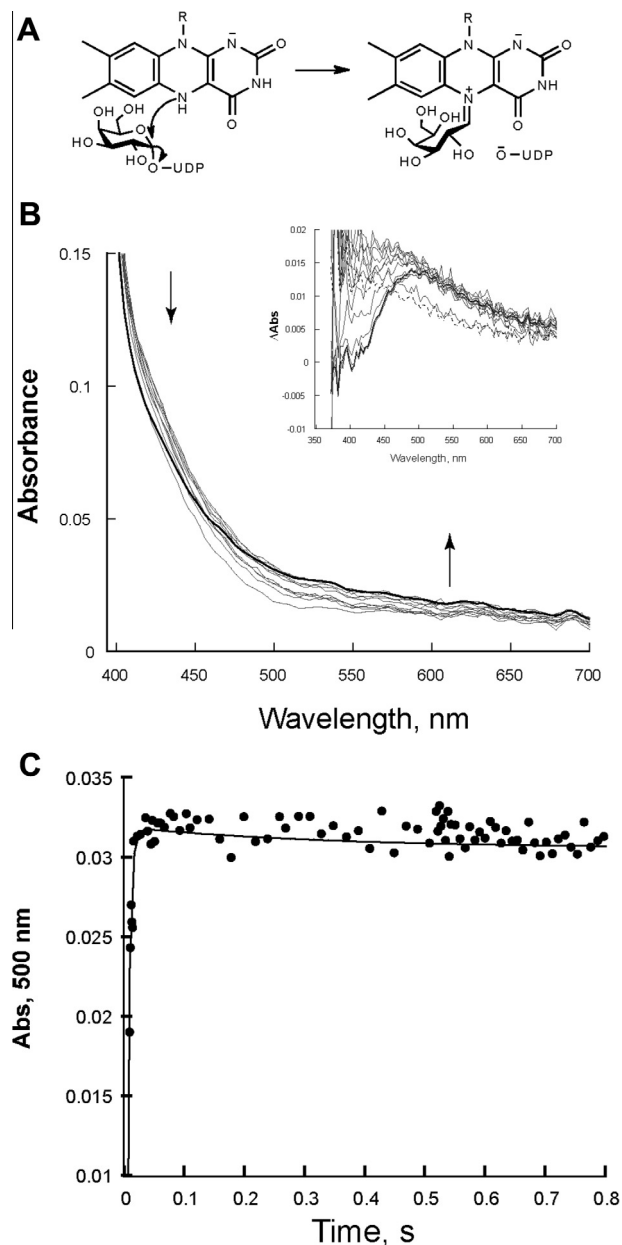 A
R
N
N
O
NH
N
H
O
OH
OH
HO
O
HO
O—UDP
R
N
N
O
NH
N
+
O
HO
OH
OH
HO
HO
O—UDP
B
0.15
0.1
0.05
0
Absorbance
400
450
500
550
600
650
700
Wavelength, nm
0.02
0.015
0.01
0.005
0
-0.005
-0.01
ΔAbs
350
400
450
500
550
600
650
700
Wavelength, nm
C
0.035
0.03
0.025
0.02
0.015
0.01
Abs, 500 nm
0
0.1
0.2
0.3
0.4
0.5
0.6
0.7
0.8
Time, s